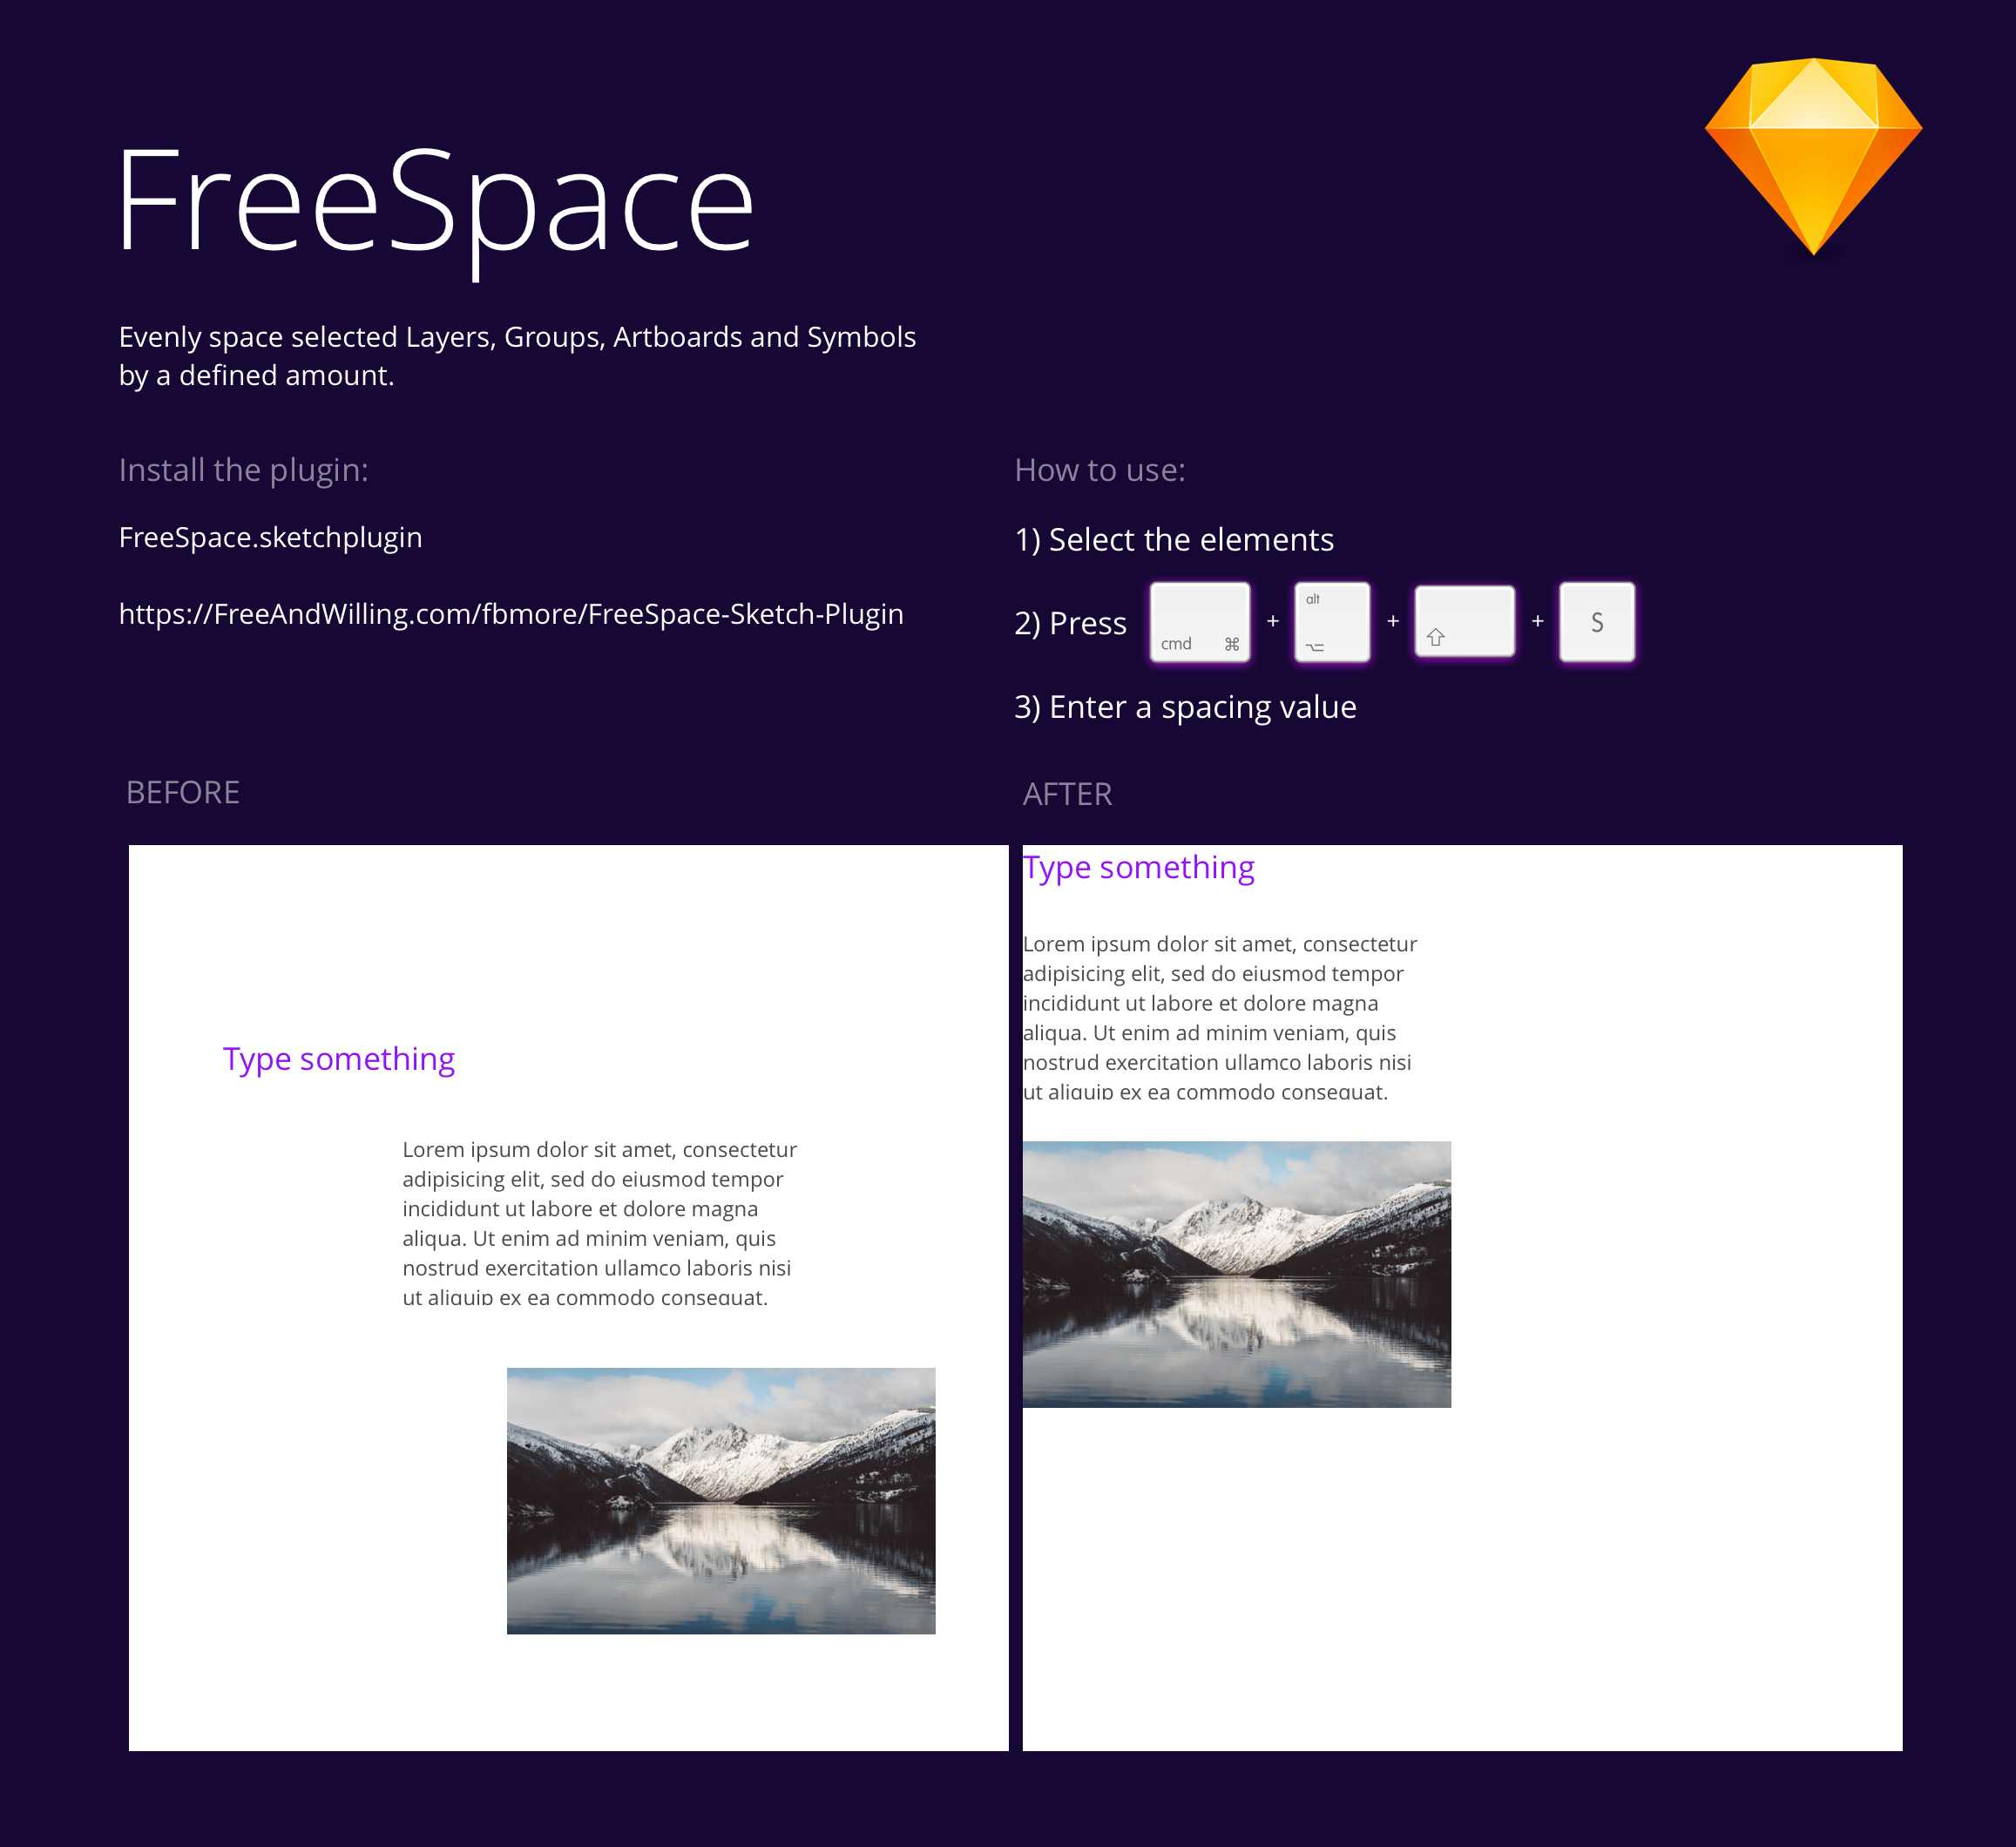 FreeSpace
Evenly space selected Layers, Groups, Artboards and Symbols
by a defined amount.
Install the plugin:
FreeSpace.sketchplugin
https://FreeAndWilling.com/fbmore/FreeSpace-Sketch-Plugin
How to use:
1) Select the elements
2) Press cmd ⌘ + alt ⌥ + ⇧ + S
3) Enter a spacing value
BEFORE
Type something
Lorem ipsum dolor sit amet, consectetur
adipisicing elit, sed do eiusmod tempor
incididunt ut labore et dolore magna
aliqua. Ut enim ad minim veniam, quis
nostrud exercitation ullamco laboris nisi
ut aliquip ex ea commodo consequat.
AFTER
Type something
Lorem ipsum dolor sit amet, consectetur
adipisicing elit, sed do eiusmod tempor
incididunt ut labore et dolore magna
aliqua. Ut enim ad minim veniam, quis
nostrud exercitation ullamco laboris nisi
ut aliquip ex ea commodo consequat.